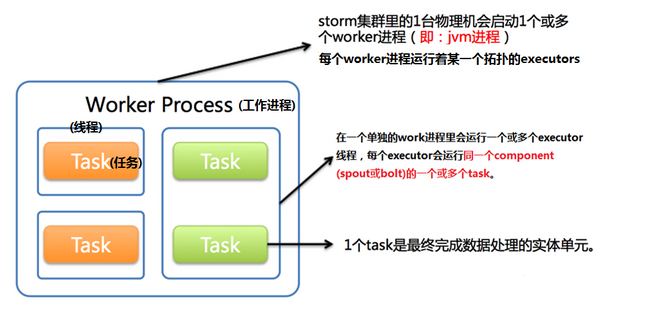 storm集群里的1台物理机会启动1个或多
个worker进程（即：jvm进程）
每个worker进程运行着某一个拓扑的executors
Worker Process (工作进程)
(线程)
Task(任务)
Task
Task
Task
在一个单独的work进程里会运行一个或多个executor
线程，每个executor会运行同一个component
(spout或bolt)的一个或多个task。
1个task是最终完成数据处理的实体单元。